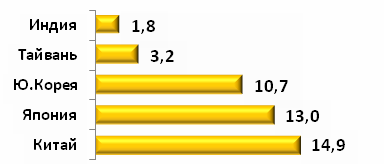 Индия 1,8
Тайвань 3,2
Ю.Корея 10,7
Япония 13,0
Китай 14,9